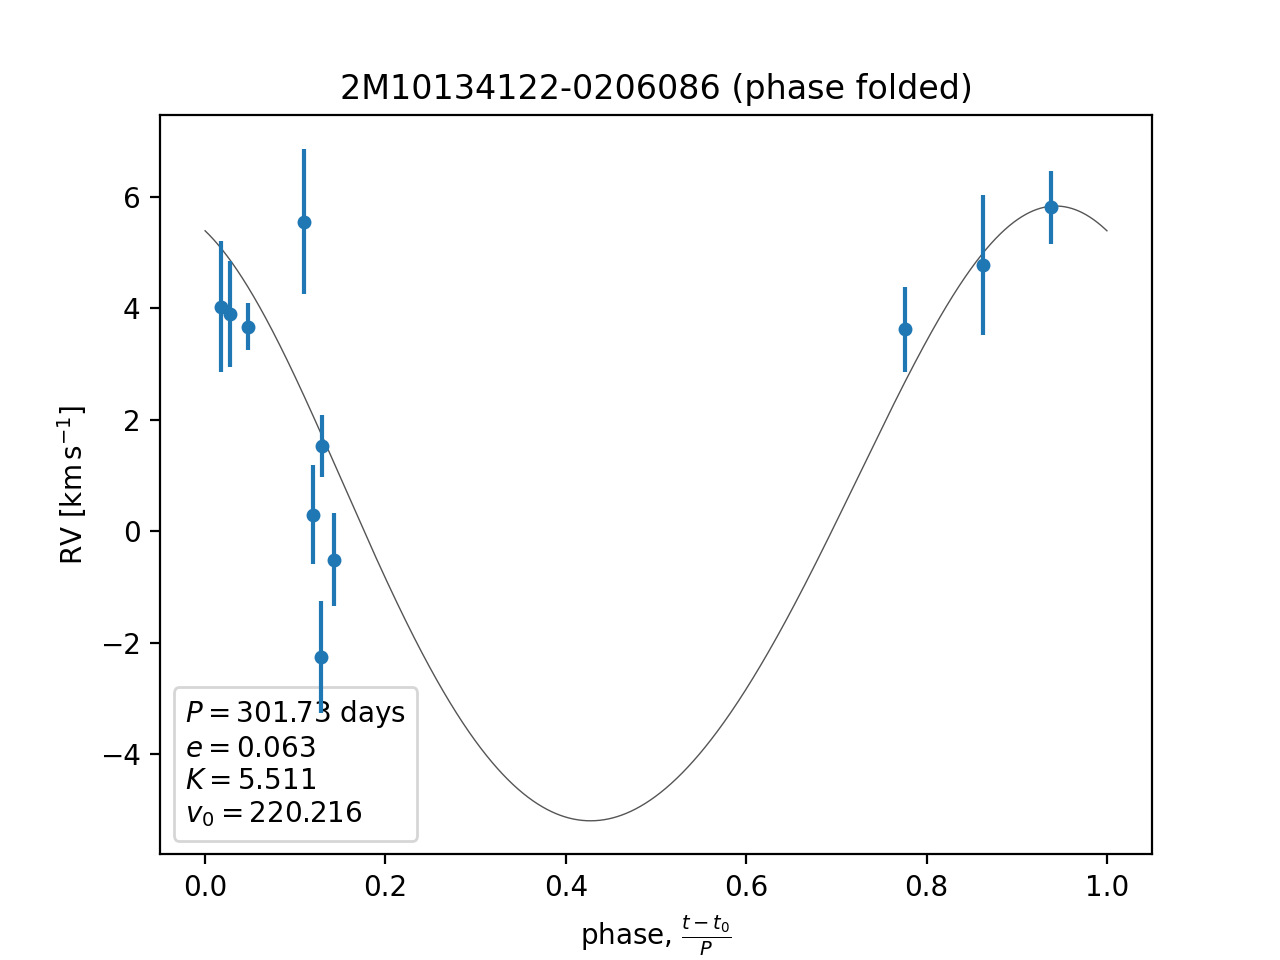 2M10134122-0206086 (phase folded)
RV [km s⁻¹]
6
4
2
0
−2
−4
P = 301.73 days
e = 0.063
K = 5.511
v₀ = 220.216
0.0 0.2 0.4 0.6 0.8 1.0
phase, (t − t₀)/P